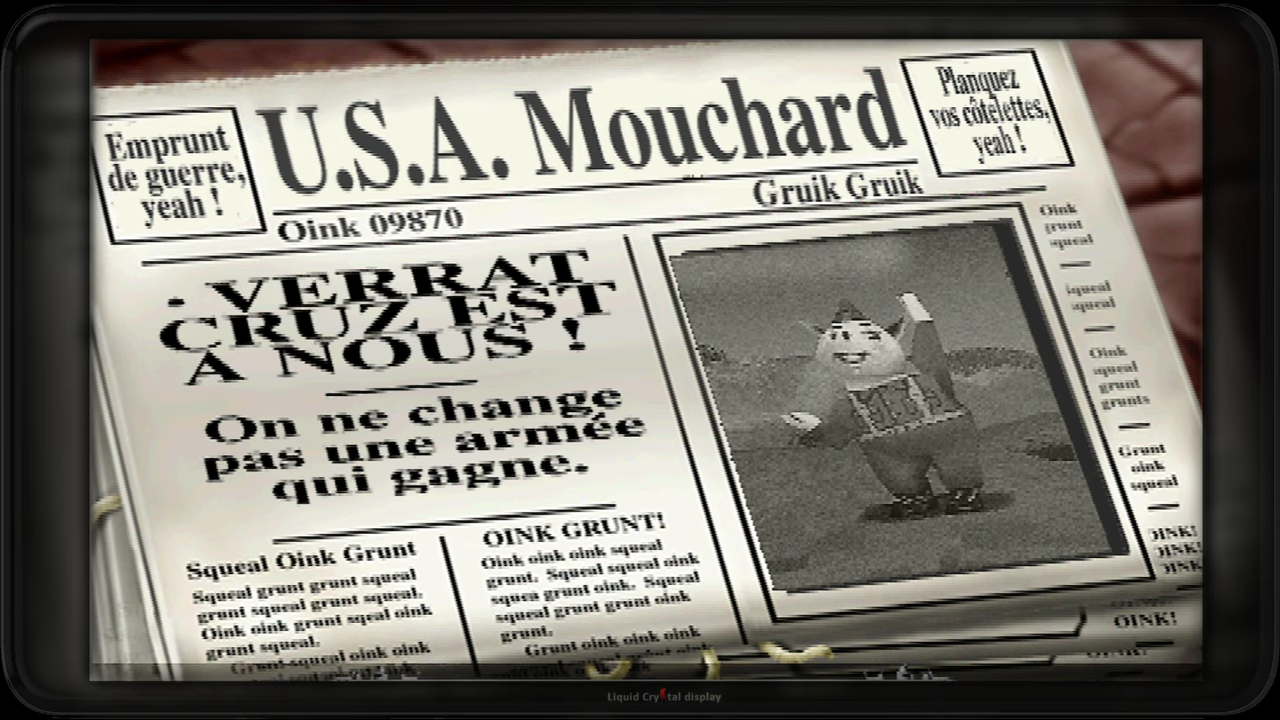 Emprunt
de guerre,
yeah !
U.S.A. Mouchard
Planquez
vos côtelettes,
yeah !
Oink 09870
Gruik Gruik
· VERRAT
CRUZ EST
A NOUS !
On ne change
pas une armée
qui gagne.
Squeal Oink Grunt
Squeal grunt grunt squeal
grunt squeal grunt squeal.
Oink oink grunt sqeal oink
grunt squeal.
Grunt squeal oink oink
OINK GRUNT!
Oink oink oink squeal
grunt. Squeal squeal oink
squea grunt oink. Squeal
squeal grunt grunt oink
grunt.
Grunt oink oink oink
Oink
grunt
squeal
squeal
squeal
Oink
squeal
grunt
grunts
Grunt
oink
squeal
OINK!
OINK!
OINK!
OINK!
Liquid Crystal display